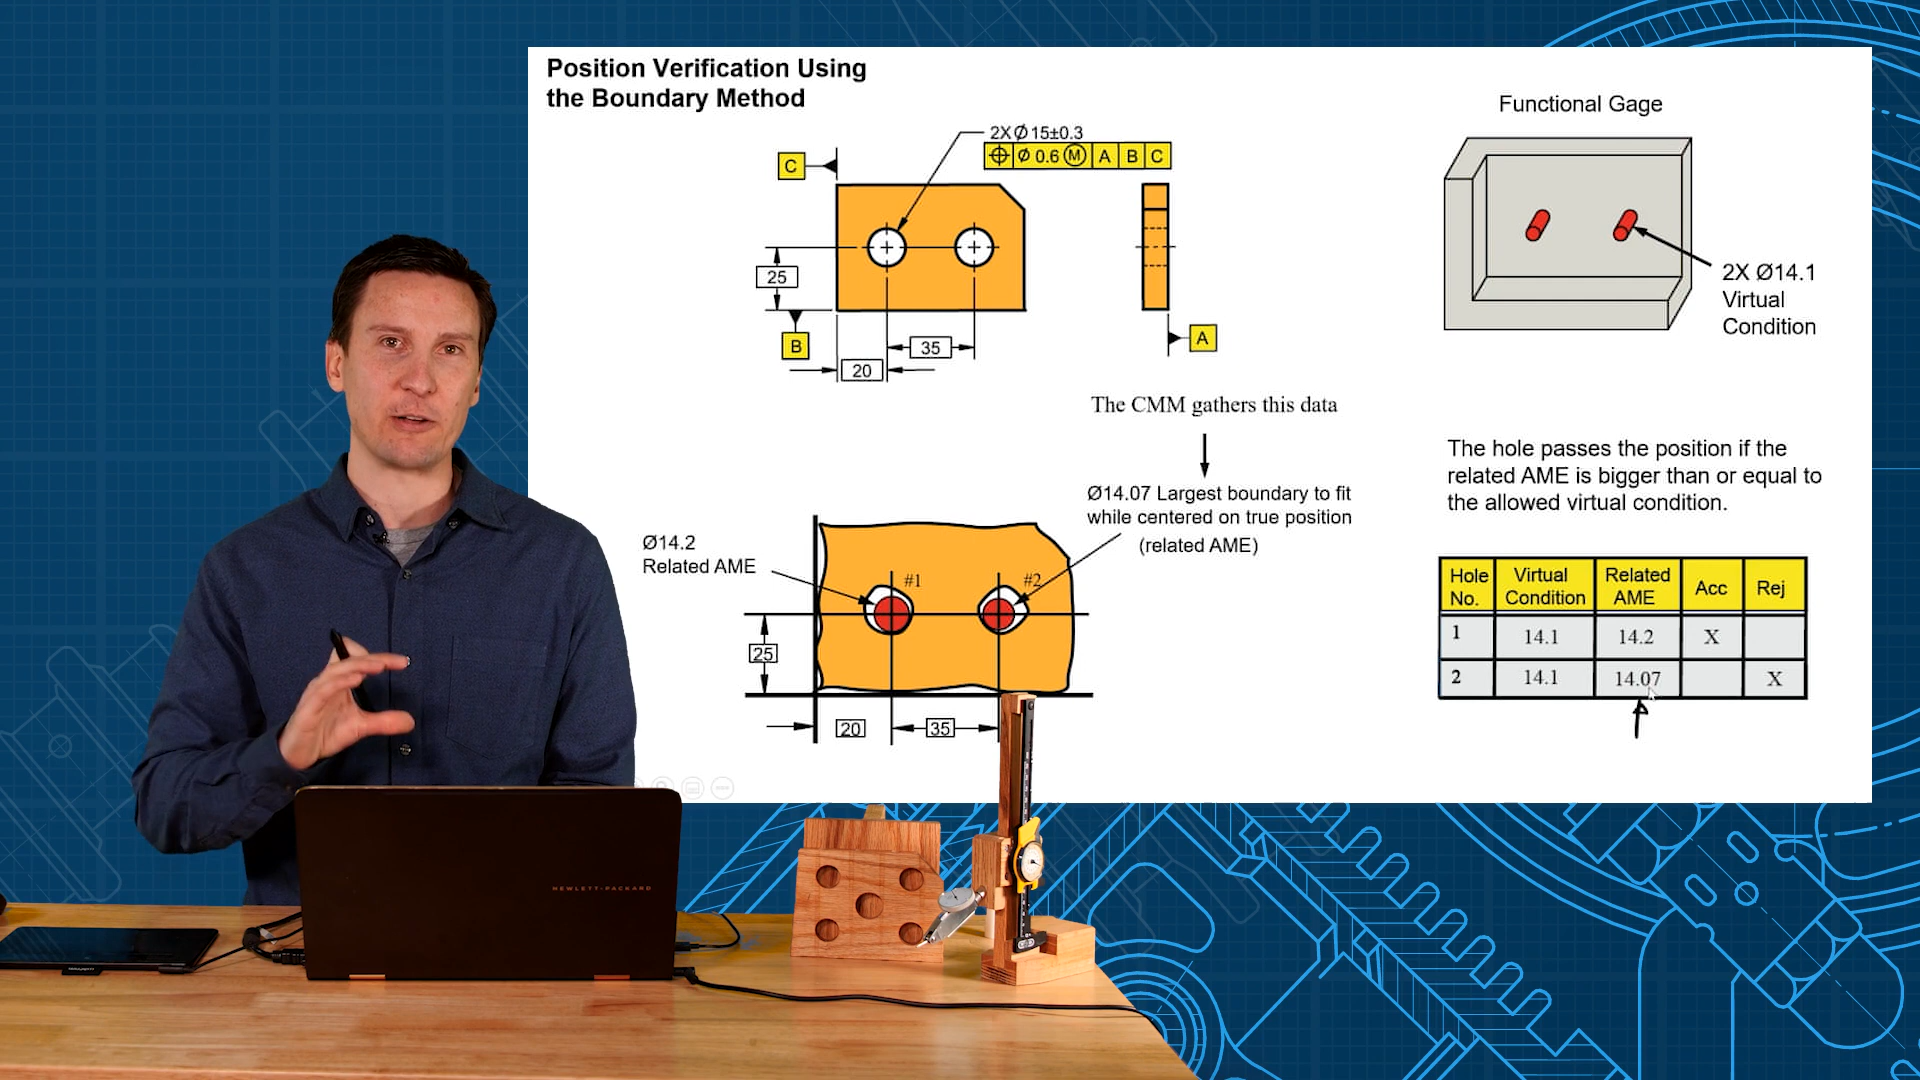 Position Verification Using
the Boundary Method
2X Ø 15±0.3
⌖ Ø 0.6 Ⓜ A B C
C
25
B
35
20
A
Functional Gage
2X Ø14.1
Virtual
Condition
The CMM gathers this data
Ø14.07 Largest boundary to fit
while centered on true position
(related AME)
Ø14.2
Related AME
#1
#2
25
20
35
The hole passes the position if the
related AME is bigger than or equal to
the allowed virtual condition.
Hole No. Virtual Condition Related AME Acc Rej
1 14.1 14.2 X
2 14.1 14.07 X
HEWLETT-PACKARD